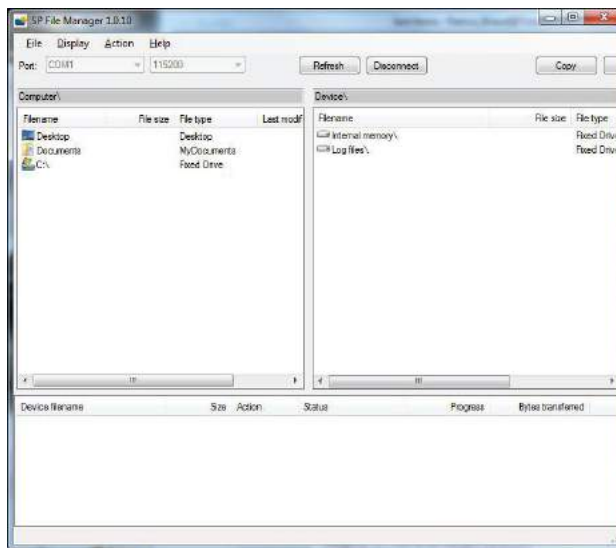 SP File Manager 1.0.10
File Display Action Help
Port: COM1 115200 Refresh Disconnect Copy
Computer\ Device\
Filename File size File type Last modif Filename File size File type
Desktop Desktop Internal memory\ Fixed Drive
Documents MyDocuments Log files\ Fixed Drive
C:\ Fixed Drive
Device filename Size Action Status Progress Bytes transferred